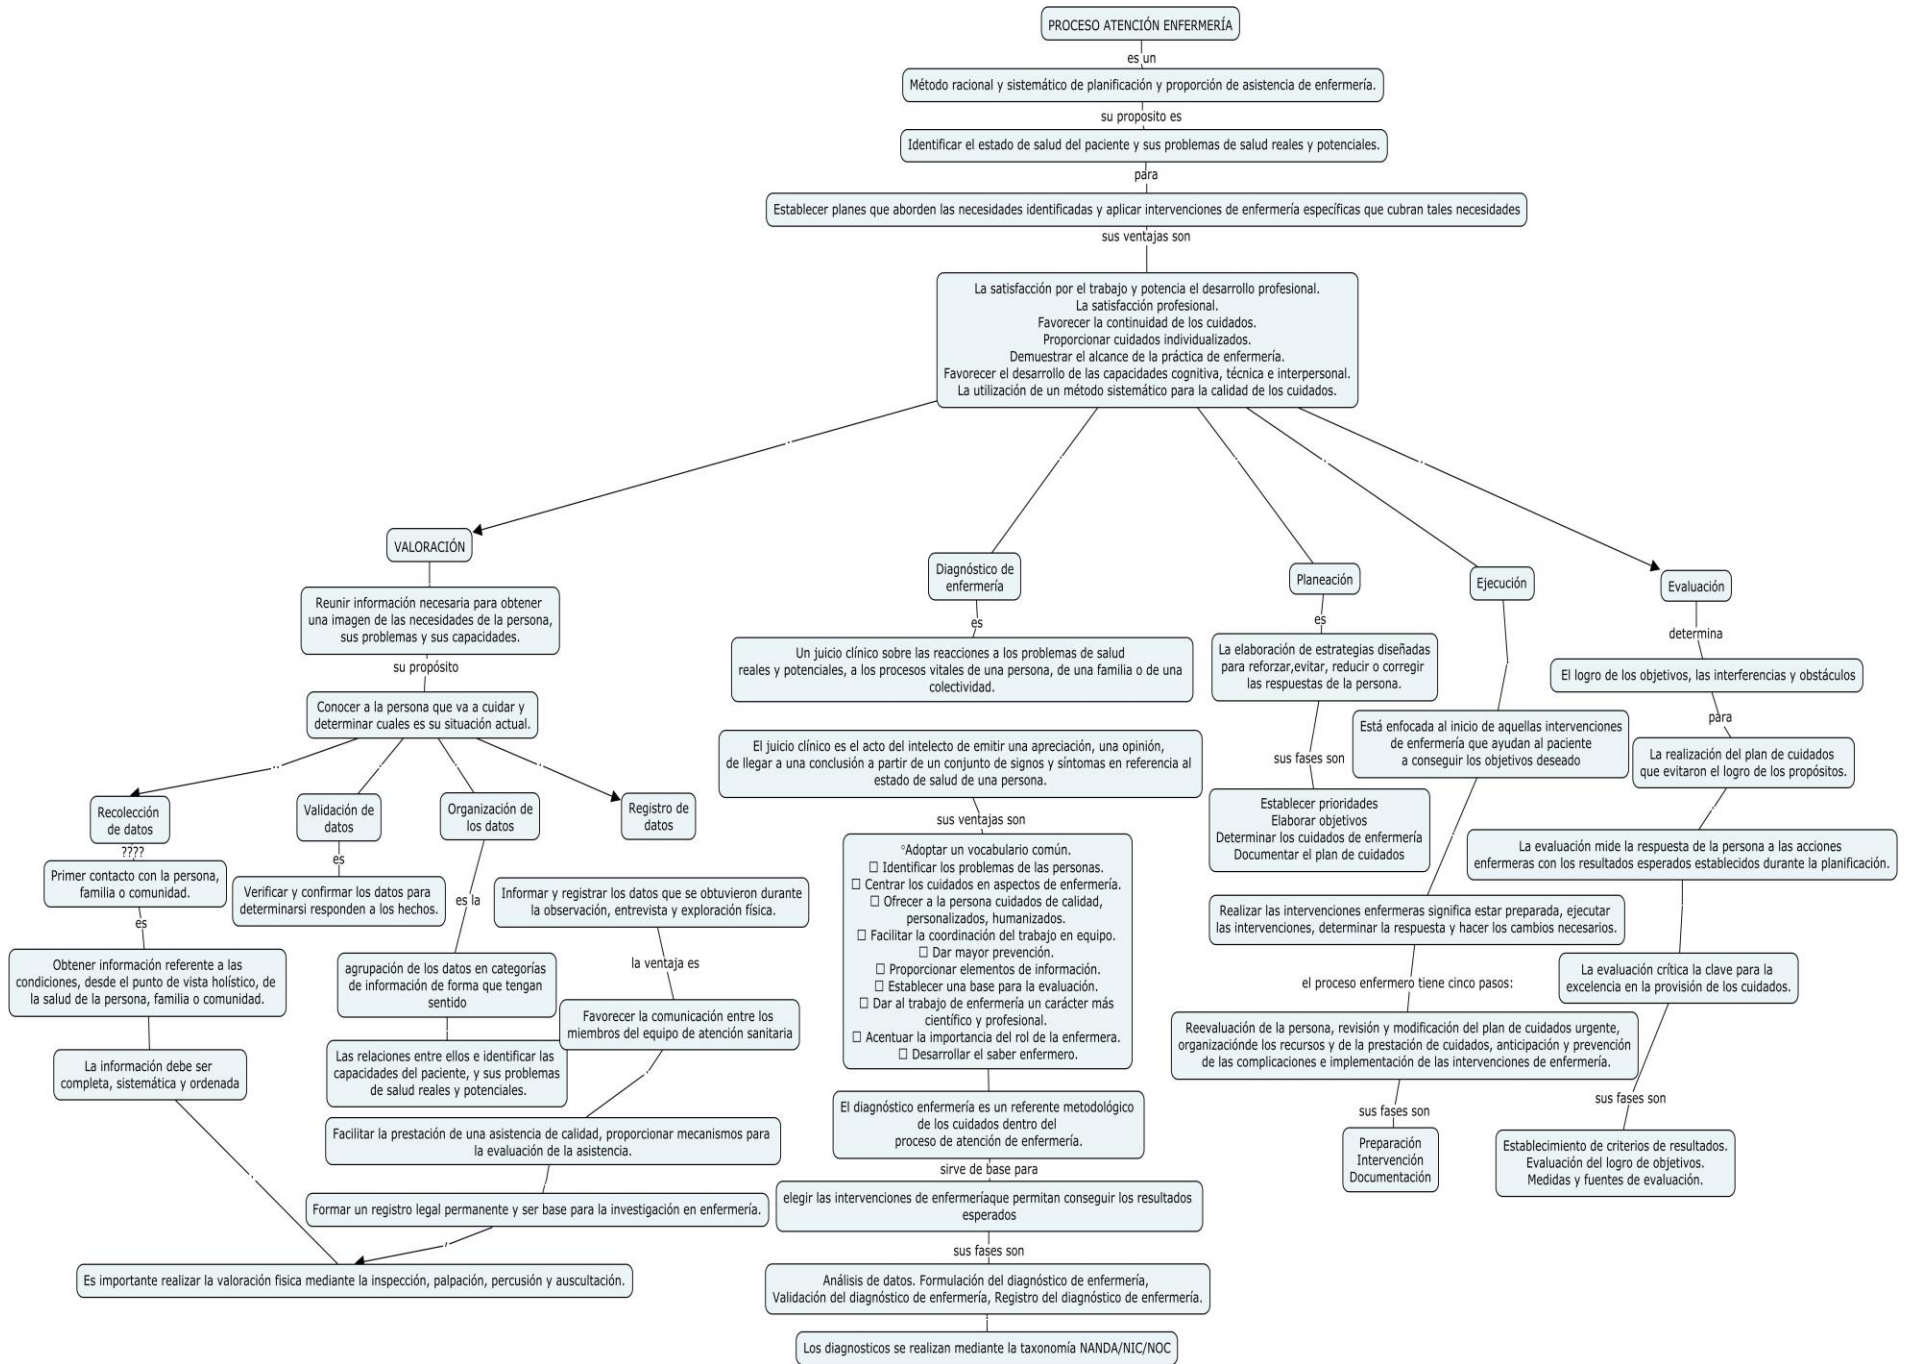 PROCESO ATENCIÓN ENFERMERÍA
es un
Método racional y sistemático de planificación y proporción de asistencia de enfermería.
su proposito es
Identificar el estado de salud del paciente y sus problemas de salud reales y potenciales.
para
Establecer planes que aborden las necesidades identificadas y aplicar intervenciones de enfermería específicas que cubran tales necesidades
sus ventajas son
La satisfacción por el trabajo y potencia el desarrollo profesional.
La satisfacción profesional.
Favorecer la continuidad de los cuidados.
Proporcionar cuidados individualizados.
Demuestrar el alcance de la práctica de enfermería.
Favorecer el desarrollo de las capacidades cognitiva, técnica e interpersonal.
La utilización de un método sistemático para la calidad de los cuidados.
VALORACIÓN
Reunir información necesaria para obtener
una imagen de las necesidades de la persona,
sus problemas y sus capacidades.
su propósito
Conocer a la persona que va a cuidar y
determinar cuales es su situación actual.
Recolección
de datos
????
Primer contacto con la persona,
familia o comunidad.
es
Obtener información referente a las
condiciones, desde el punto de vista holístico, de
la salud de la persona, familia o comunidad.
La información debe ser
completa, sistemática y ordenada
Validación de
datos
es
Verificar y confirmar los datos para
determinarsi responden a los hechos.
Organización de
los datos
es la
agrupación de los datos en categorías
de información de forma que tengan
sentido
Las relaciones entre ellos e identificar las
capacidades del paciente, y sus problemas
de salud reales y potenciales.
Registro de
datos
Informar y registrar los datos que se obtuvieron durante
la observación, entrevista y exploración física.
la ventaja es
Favorecer la comunicación entre los
miembros del equipo de atención sanitaria
Facilitar la prestación de una asistencia de calidad, proporcionar mecanismos para
la evaluación de la asistencia.
Formar un registro legal permanente y ser base para la investigación en enfermería.
Es importante realizar la valoración fisica mediante la inspección, palpación, percusión y auscultación.
Diagnóstico de
enfermería
es
Un juicio clínico sobre las reacciones a los problemas de salud
reales y potenciales, a los procesos vitales de una persona, de una familia o de una
colectividad.
El juicio clínico es el acto del intelecto de emitir una apreciación, una opinión,
de llegar a una conclusión a partir de un conjunto de signos y síntomas en referencia al
estado de salud de una persona.
sus ventajas son
°Adoptar un vocabulario común.
□ Identificar los problemas de las personas.
□ Centrar los cuidados en aspectos de enfermería.
□ Ofrecer a la persona cuidados de calidad,
personalizados, humanizados.
□ Facilitar la coordinación del trabajo en equipo.
□ Dar mayor prevención.
□ Proporcionar elementos de información.
□ Establecer una base para la evaluación.
□ Dar al trabajo de enfermería un carácter más
científico y profesional.
□ Acentuar la importancia del rol de la enfermera.
□ Desarrollar el saber enfermero.
El diagnóstico enfermería es un referente metodológico
de los cuidados dentro del
proceso de atención de enfermería.
sirve de base para
elegir las intervenciones de enfermeríaque permitan conseguir los resultados
esperados
sus fases son
Análisis de datos. Formulación del diagnóstico de enfermería,
Validación del diagnóstico de enfermería, Registro del diagnóstico de enfermería.
Los diagnosticos se realizan mediante la taxonomía NANDA/NIC/NOC
Planeación
es
La elaboración de estrategias diseñadas
para reforzar,evitar, reducir o corregir
las respuestas de la persona.
sus fases son
Establecer prioridades
Elaborar objetivos
Determinar los cuidados de enfermería
Documentar el plan de cuidados
Ejecución
Está enfocada al inicio de aquellas intervenciones
de enfermería que ayudan al paciente
a conseguir los objetivos deseado
Realizar las intervenciones enfermeras significa estar preparada, ejecutar
las intervenciones, determinar la respuesta y hacer los cambios necesarios.
el proceso enfermero tiene cinco pasos:
Reevaluación de la persona, revisión y modificación del plan de cuidados urgente,
organizaciónde los recursos y de la prestación de cuidados, anticipación y prevención
de las complicaciones e implementación de las intervenciones de enfermería.
sus fases son
Preparación
Intervención
Documentación
Evaluación
determina
El logro de los objetivos, las interferencias y obstáculos
para
La realización del plan de cuidados
que evitaron el logro de los propósitos.
La evaluación mide la respuesta de la persona a las acciones
enfermeras con los resultados esperados establecidos durante la planificación.
La evaluación crítica la clave para la
excelencia en la provisión de los cuidados.
sus fases son
Establecimiento de criterios de resultados.
Evaluación del logro de objetivos.
Medidas y fuentes de evaluación.